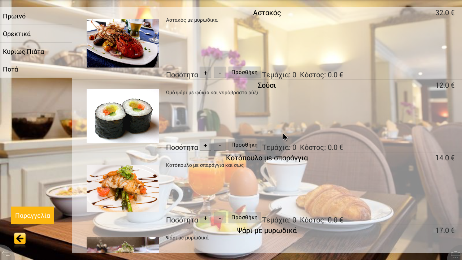 Πρωινό
Ορεκτικά
Κυρίως Πιάτα
Ποτά
Αστακός 32.0 €
Αστακός με μυρωδικά
Ποσότητα + - Προσθήκη Τεμάχια: 0 Κόστος: 0.0 €
Σούσι 12.0 €
Ποσότητα + - Προσθήκη Τεμάχια: 0 Κόστος: 0.0 €
Κοτόπουλο με σπαράγγια 14.0 €
Κοτόπουλο με σπαράγγια και σως
Ποσότητα + - Προσθήκη Τεμάχια: 0 Κόστος: 0.0 €
Ψάρι με μυρωδικά 17.0 €
Ψάρι με μυρωδικά
Παραγγελία